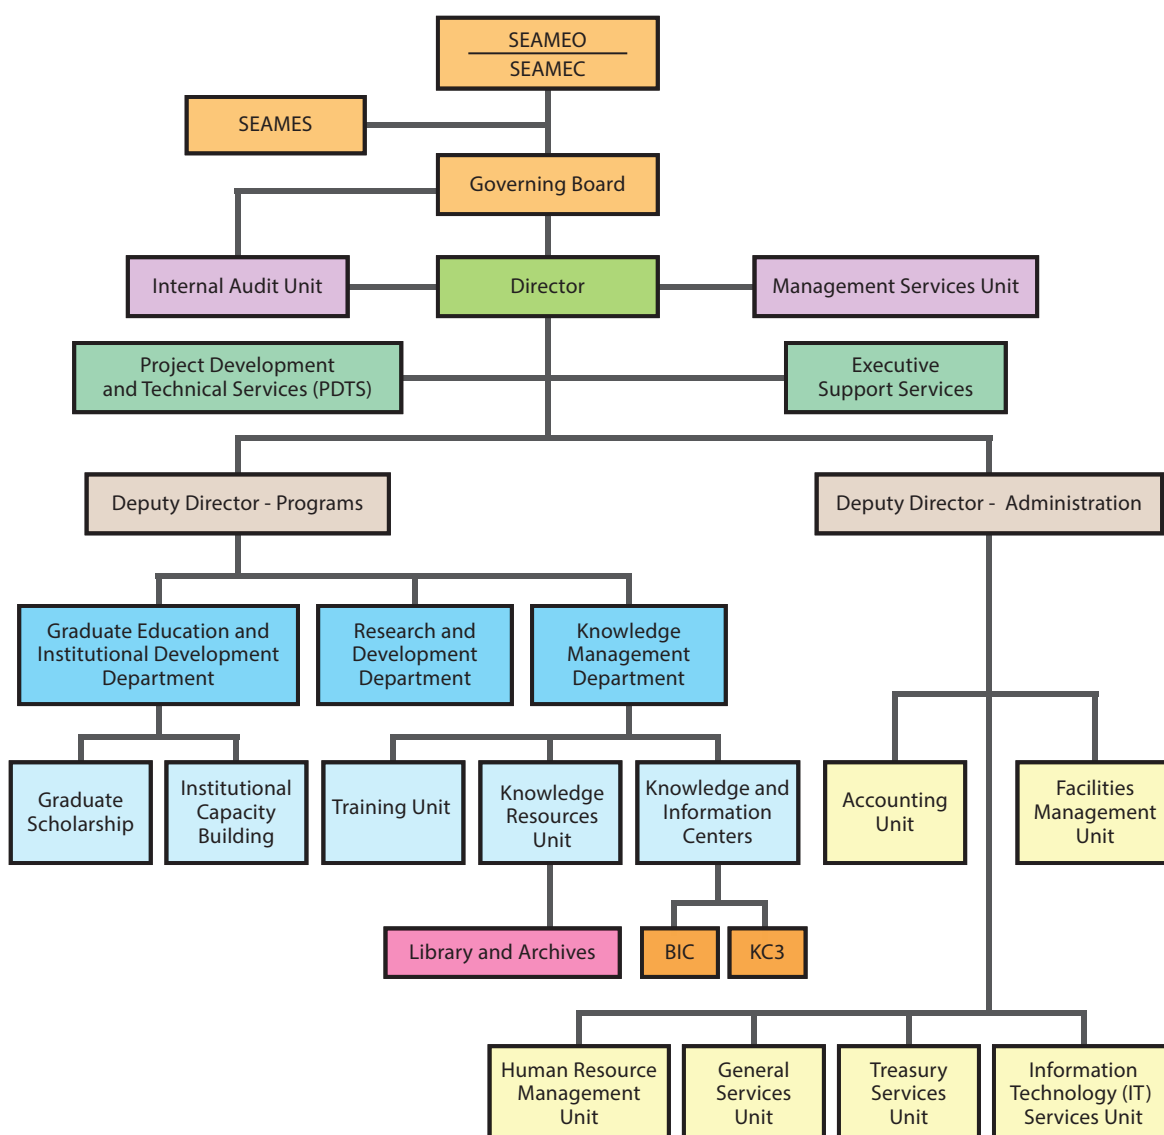 SEAMEO
SEAMEC
SEAMES
Governing Board
Internal Audit Unit
Director
Management Services Unit
Project Development
and Technical Services (PDTS)
Executive
Support Services
Deputy Director - Programs
Deputy Director - Administration
Graduate Education and
Institutional Development
Department
Research and
Development
Department
Knowledge
Management
Department
Graduate
Scholarship
Institutional
Capacity
Building
Training Unit
Knowledge
Resources
Unit
Knowledge and
Information
Centers
Accounting
Unit
Facilities
Management
Unit
Library and Archives
BIC
KC3
Human Resource
Management
Unit
General
Services
Unit
Treasury
Services
Unit
Information
Technology (IT)
Services Unit